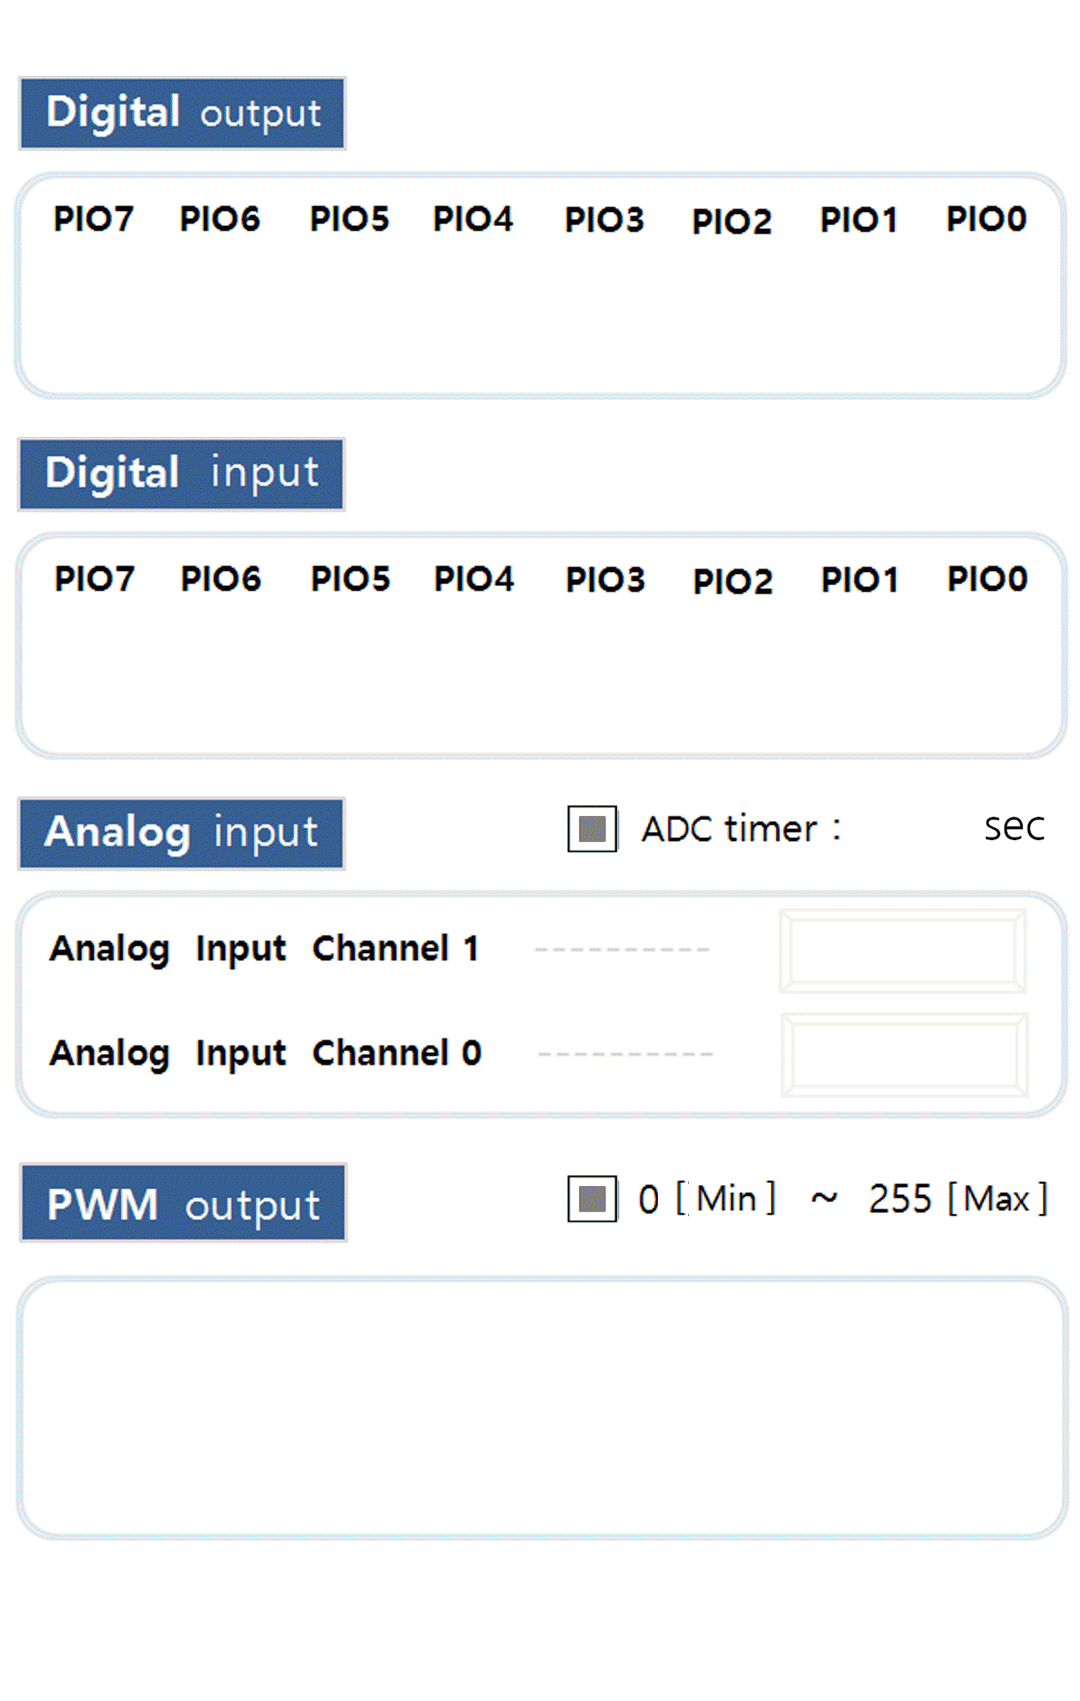 Digital output
PIO7 PIO6 PIO5 PIO4 PIO3 PIO2 PIO1 PIO0
Digital input
PIO7 PIO6 PIO5 PIO4 PIO3 PIO2 PIO1 PIO0
Analog input ADC timer : sec
Analog Input Channel 1 ----------
Analog Input Channel 0 ----------
PWM output 0 [ Min ] ~ 255 [ Max ]